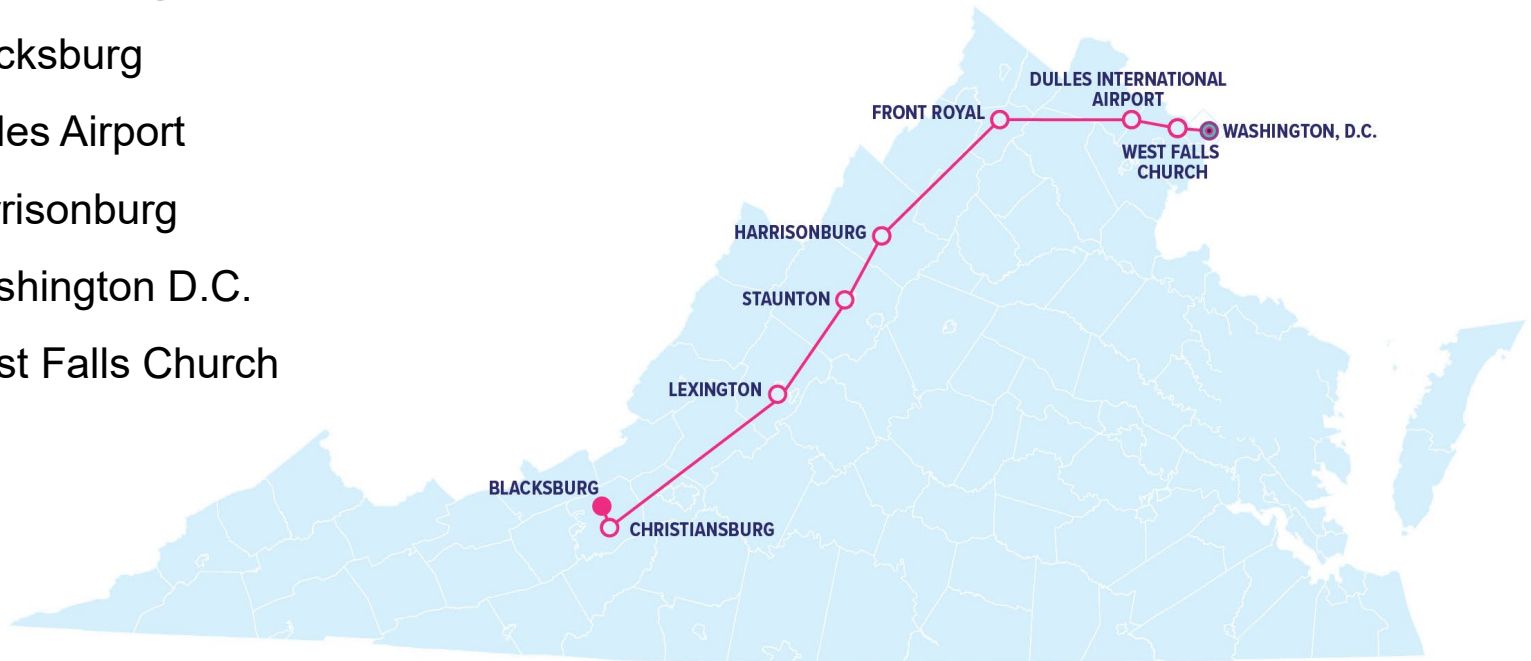 cksburg
les Airport
risonburg
shington D.C.
st Falls Church
DULLES INTERNATIONAL
AIRPORT
FRONT ROYAL
WASHINGTON, D.C.
WEST FALLS
CHURCH
HARRISONBURG
STAUNTON
LEXINGTON
BLACKSBURG
CHRISTIANSBURG